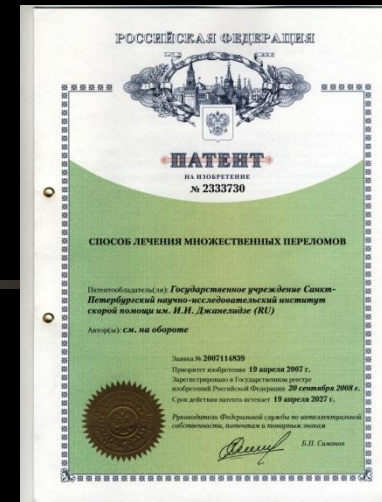 РОССИЙСКАЯ ФЕДЕРАЦИЯ
ПАТЕНТ
НА ИЗОБРЕТЕНИЕ
№ 2333730
СПОСОБ ЛЕЧЕНИЯ МНОЖЕСТВЕННЫХ ПЕРЕЛОМОВ
Патентообладатель(ли): Государственное учреждение Санкт-
Петербургский научно-исследовательский институт
скорой помощи им. И.И. Джанелидзе (RU)
Автор(ы): см. на обороте
Заявка № 2007114839
Приоритет изобретения 19 апреля 2007 г.
Зарегистрировано в Государственном реестре
изобретений Российской Федерации 20 сентября 2008 г.
Срок действия патента истекает 19 апреля 2027 г.
Руководитель Федеральной службы по интеллектуальной
собственности, патентам и товарным знакам
Б.П. Симонов